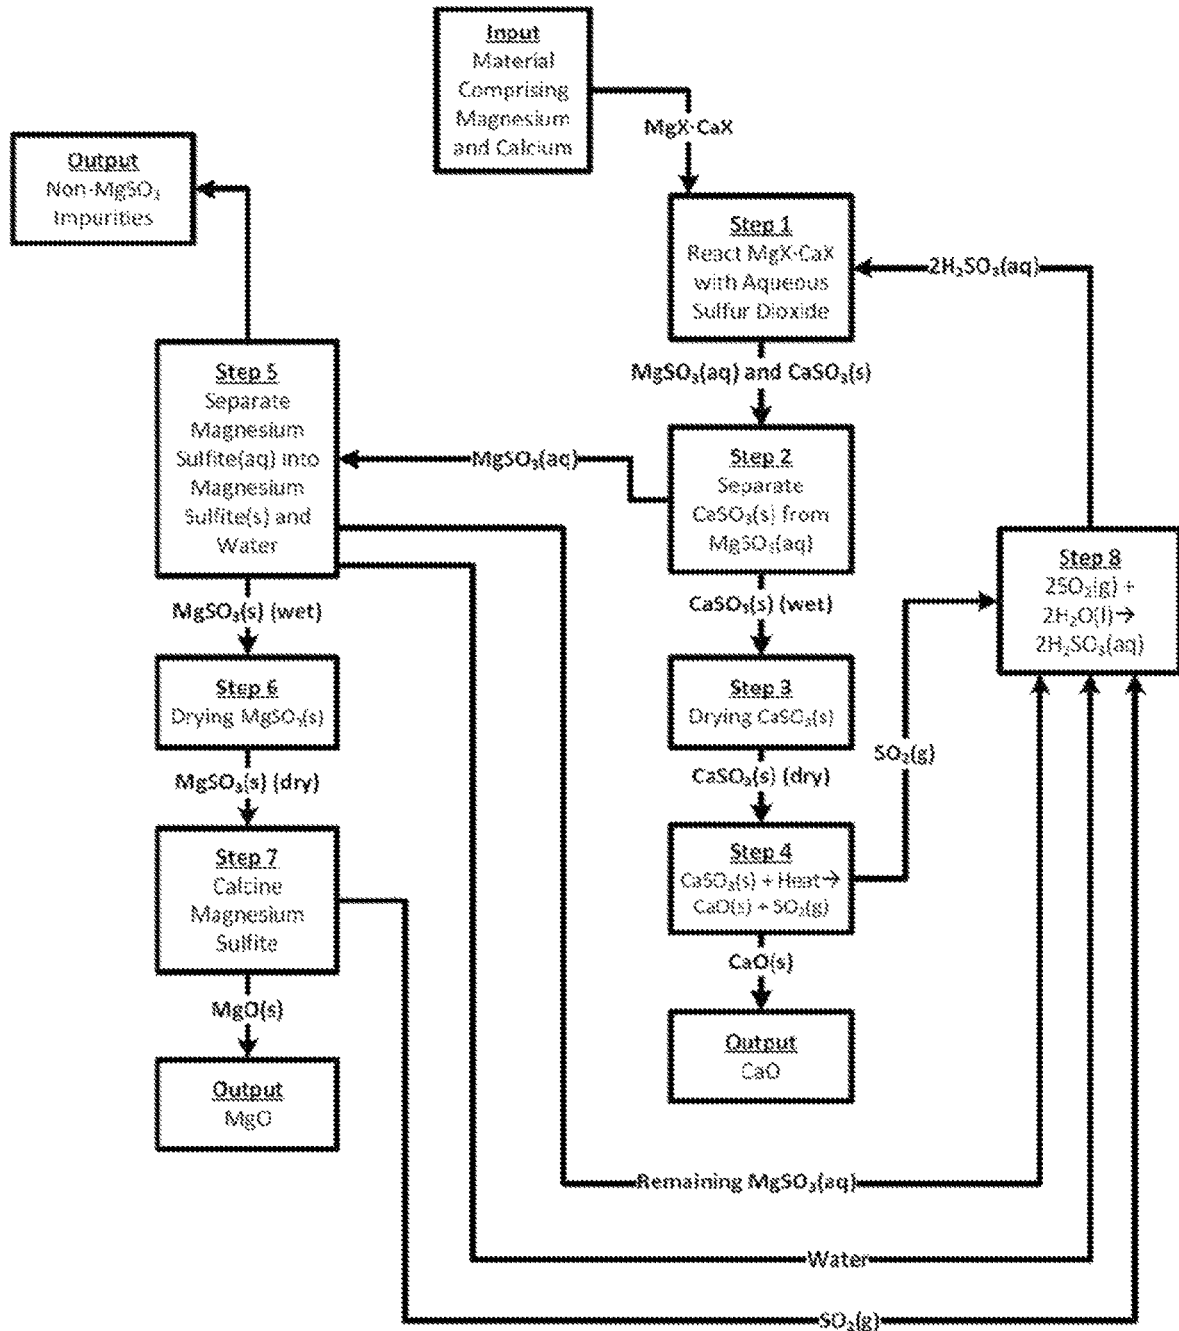 Input
Material
Comprising
Magnesium
and Calcium
MgX·CaX
Output
Non-MgSO₃
Impurities
Step 1
React MgX·CaX
with Aqueous
Sulfur Dioxide
2H₂SO₃(aq)
MgSO₃(aq) and CaSO₃(s)
Step 5
Separate
Magnesium
Sulfite(aq) into
Magnesium
Sulfite(s) and
Water
MgSO₃(aq)
Step 2
Separate
CaSO₃(s) from
MgSO₃(aq)
Step 8
2SO₂(g) +
2H₂O(l)→
2H₂SO₃(aq)
MgSO₃(s) (wet)
CaSO₃(s) (wet)
Step 6
Drying MgSO₃(s)
Step 3
Drying CaSO₃(s)
SO₂(g)
MgSO₃(s) (dry)
CaSO₃(s) (dry)
Step 7
Calcine
Magnesium
Sulfite
Step 4
CaSO₃(s) + Heat→
CaO(s) + SO₂(g)
MgO(s)
CaO(s)
Output
MgO
Output
CaO
Remaining MgSO₃(aq)
Water
SO₂(g)